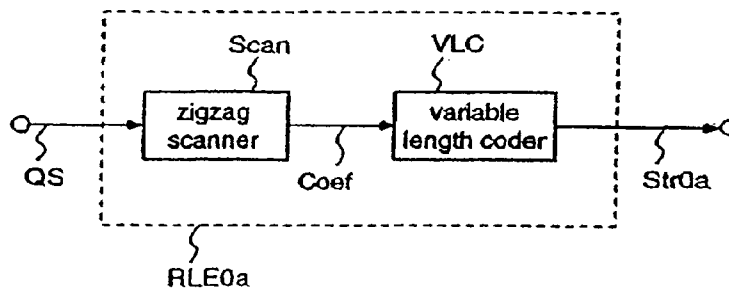 Scan
VLC
zigzag
scanner
variable
length coder
QS
Coef
Str0a
RLE0a